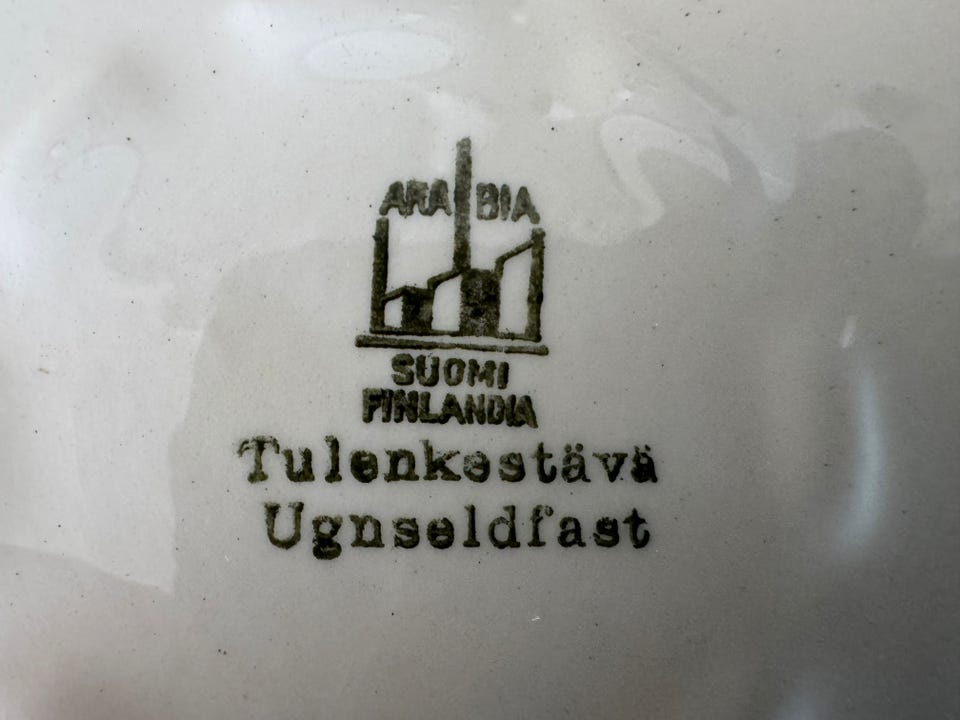 ARABIA
SUOMI
FINLANDIA
Tulenkestävä
Ugnseldfast